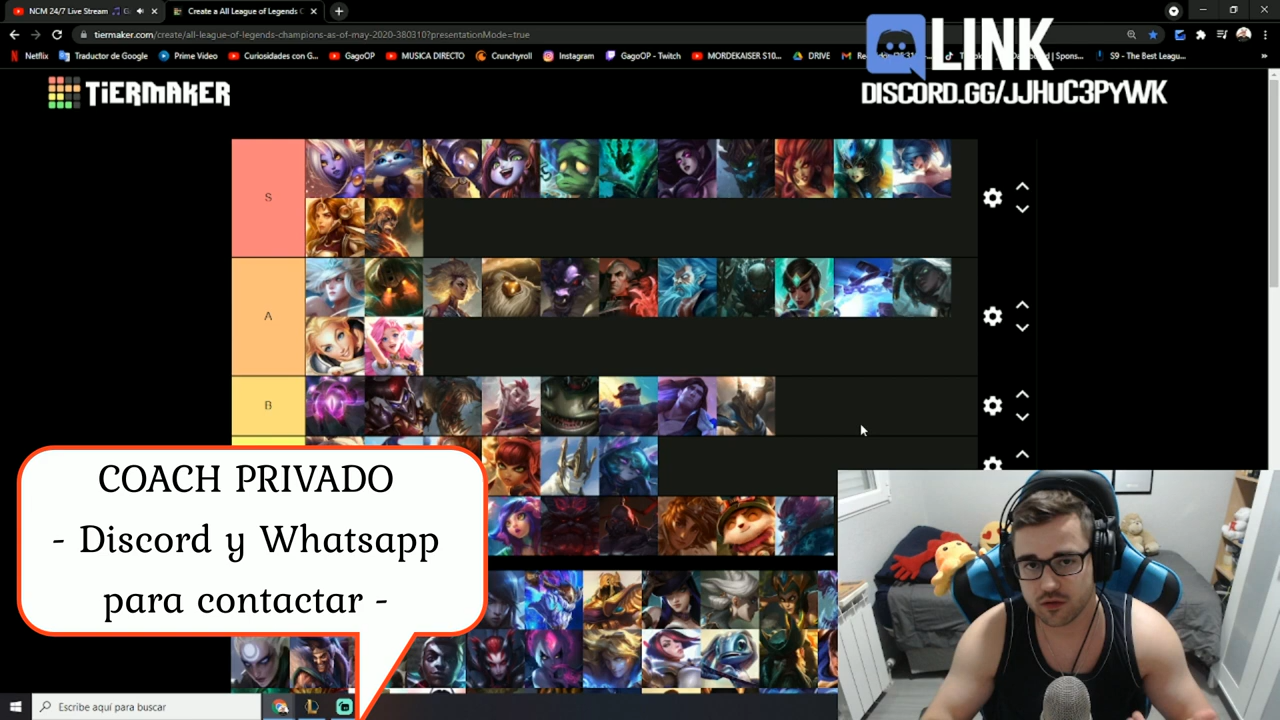 NCM 24/7 Live Stream
Create a All League of Legends C
tiermaker.com/create/all-league-of-legends-champions-as-of-may-2020-380310?presentationMode=true
Netflix
Traductor de Google
Prime Video
Curiosidades con G...
GagoOP
MUSICA DIRECTO
Crunchyroll
Instagram
GagoOP - Twitch
MORDEKAISER S10...
DRIVE
S9 - The Best Leagu...
LINK
DISCORD.GG/JJHUC3PYWK
TiERMAKER
S
A
B
COACH PRIVADO
- Discord y Whatsapp
para contactar -
Escribe aquí para buscar